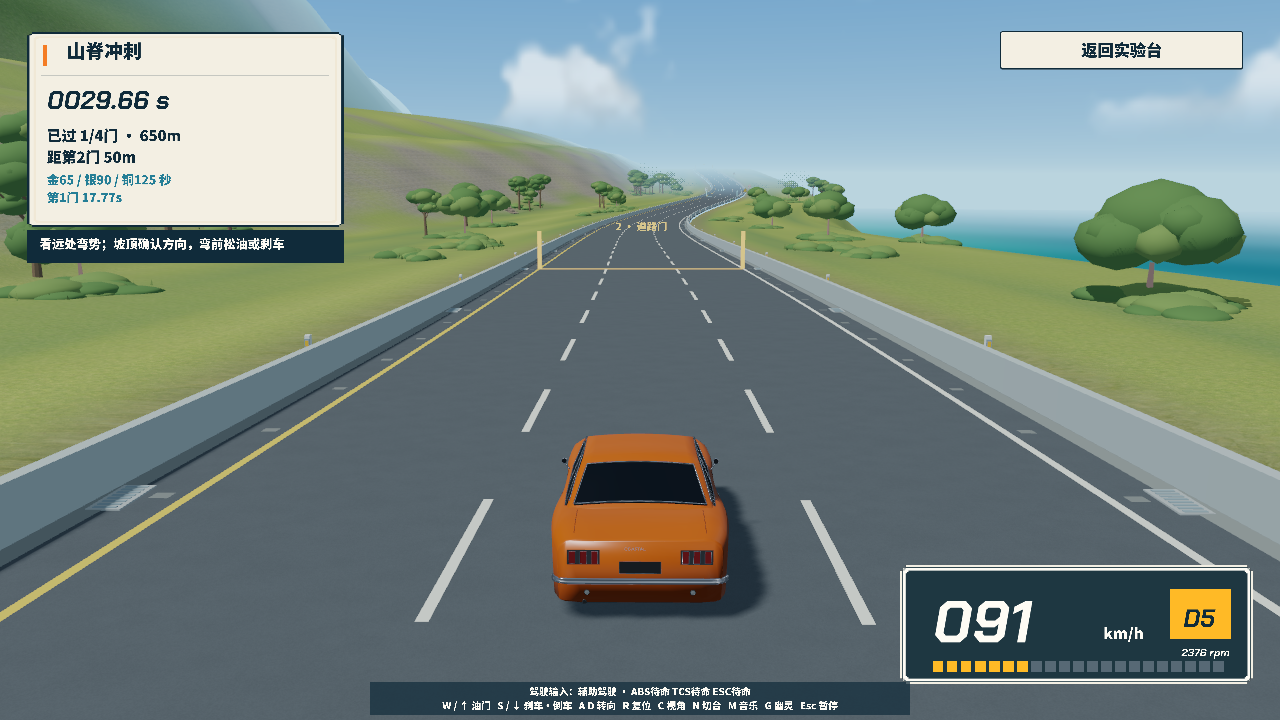 山脊冲刺
0029.66 s
已过 1/4门 · 650m
距第2门 50m
金65 / 银90 / 铜125 秒
第1门 17.77s
看远处弯势；坡顶确认方向，弯前松油或刹车
返回实验台
2 · 道路门
091 km/h D5
2376 rpm
驾驶输入：辅助驾驶 · ABS待命 TCS待命 ESC待命
W / ↑ 油门 S / ↓ 刹车·倒车 A D 转向 R 复位 C 视角 N 切台 M 音乐 G 幽灵 Esc 暂停